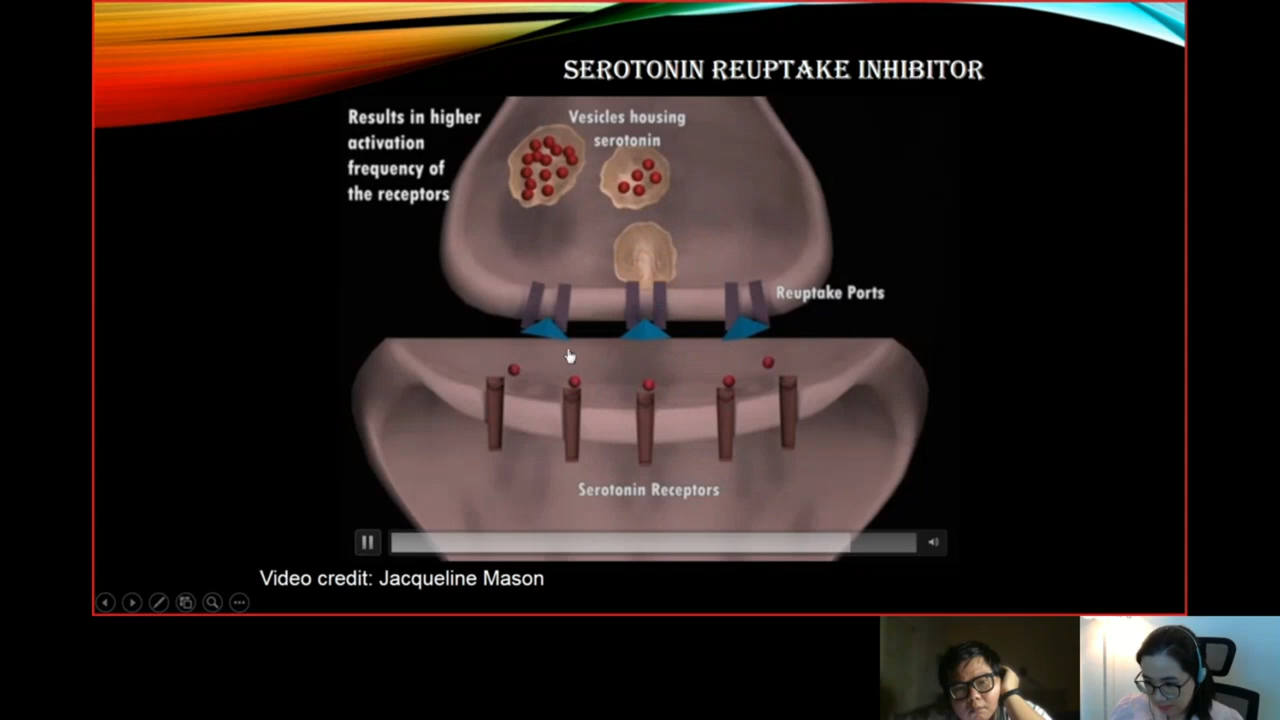 SEROTONIN REUPTAKE INHIBITOR
Results in higher
activation
frequency of
the receptors
Vesicles housing
serotonin
Reuptake Ports
Serotonin Receptors
Video credit: Jacqueline Mason